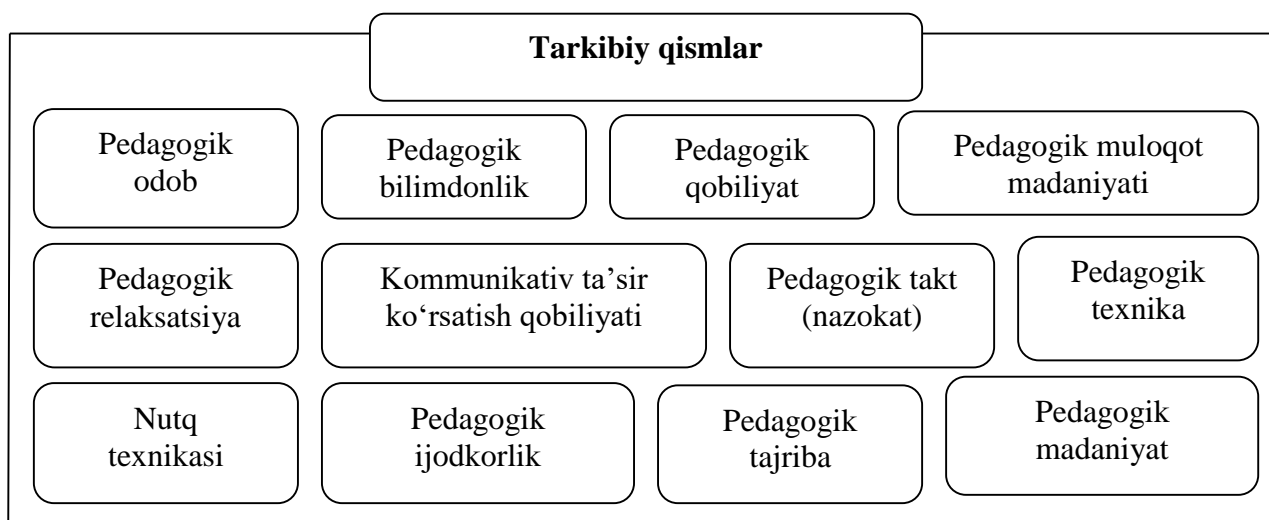 Tarkibiy qismlar
Pedagogik
odob
Pedagogik
bilimdonlik
Pedagogik
qobiliyat
Pedagogik muloqot
madaniyati
Pedagogik
relaksatsiya
Kommunikativ ta’sir
ko‘rsatish qobiliyati
Pedagogik takt
(nazokat)
Pedagogik
texnika
Nutq
texnikasi
Pedagogik
ijodkorlik
Pedagogik
tajriba
Pedagogik
madaniyat